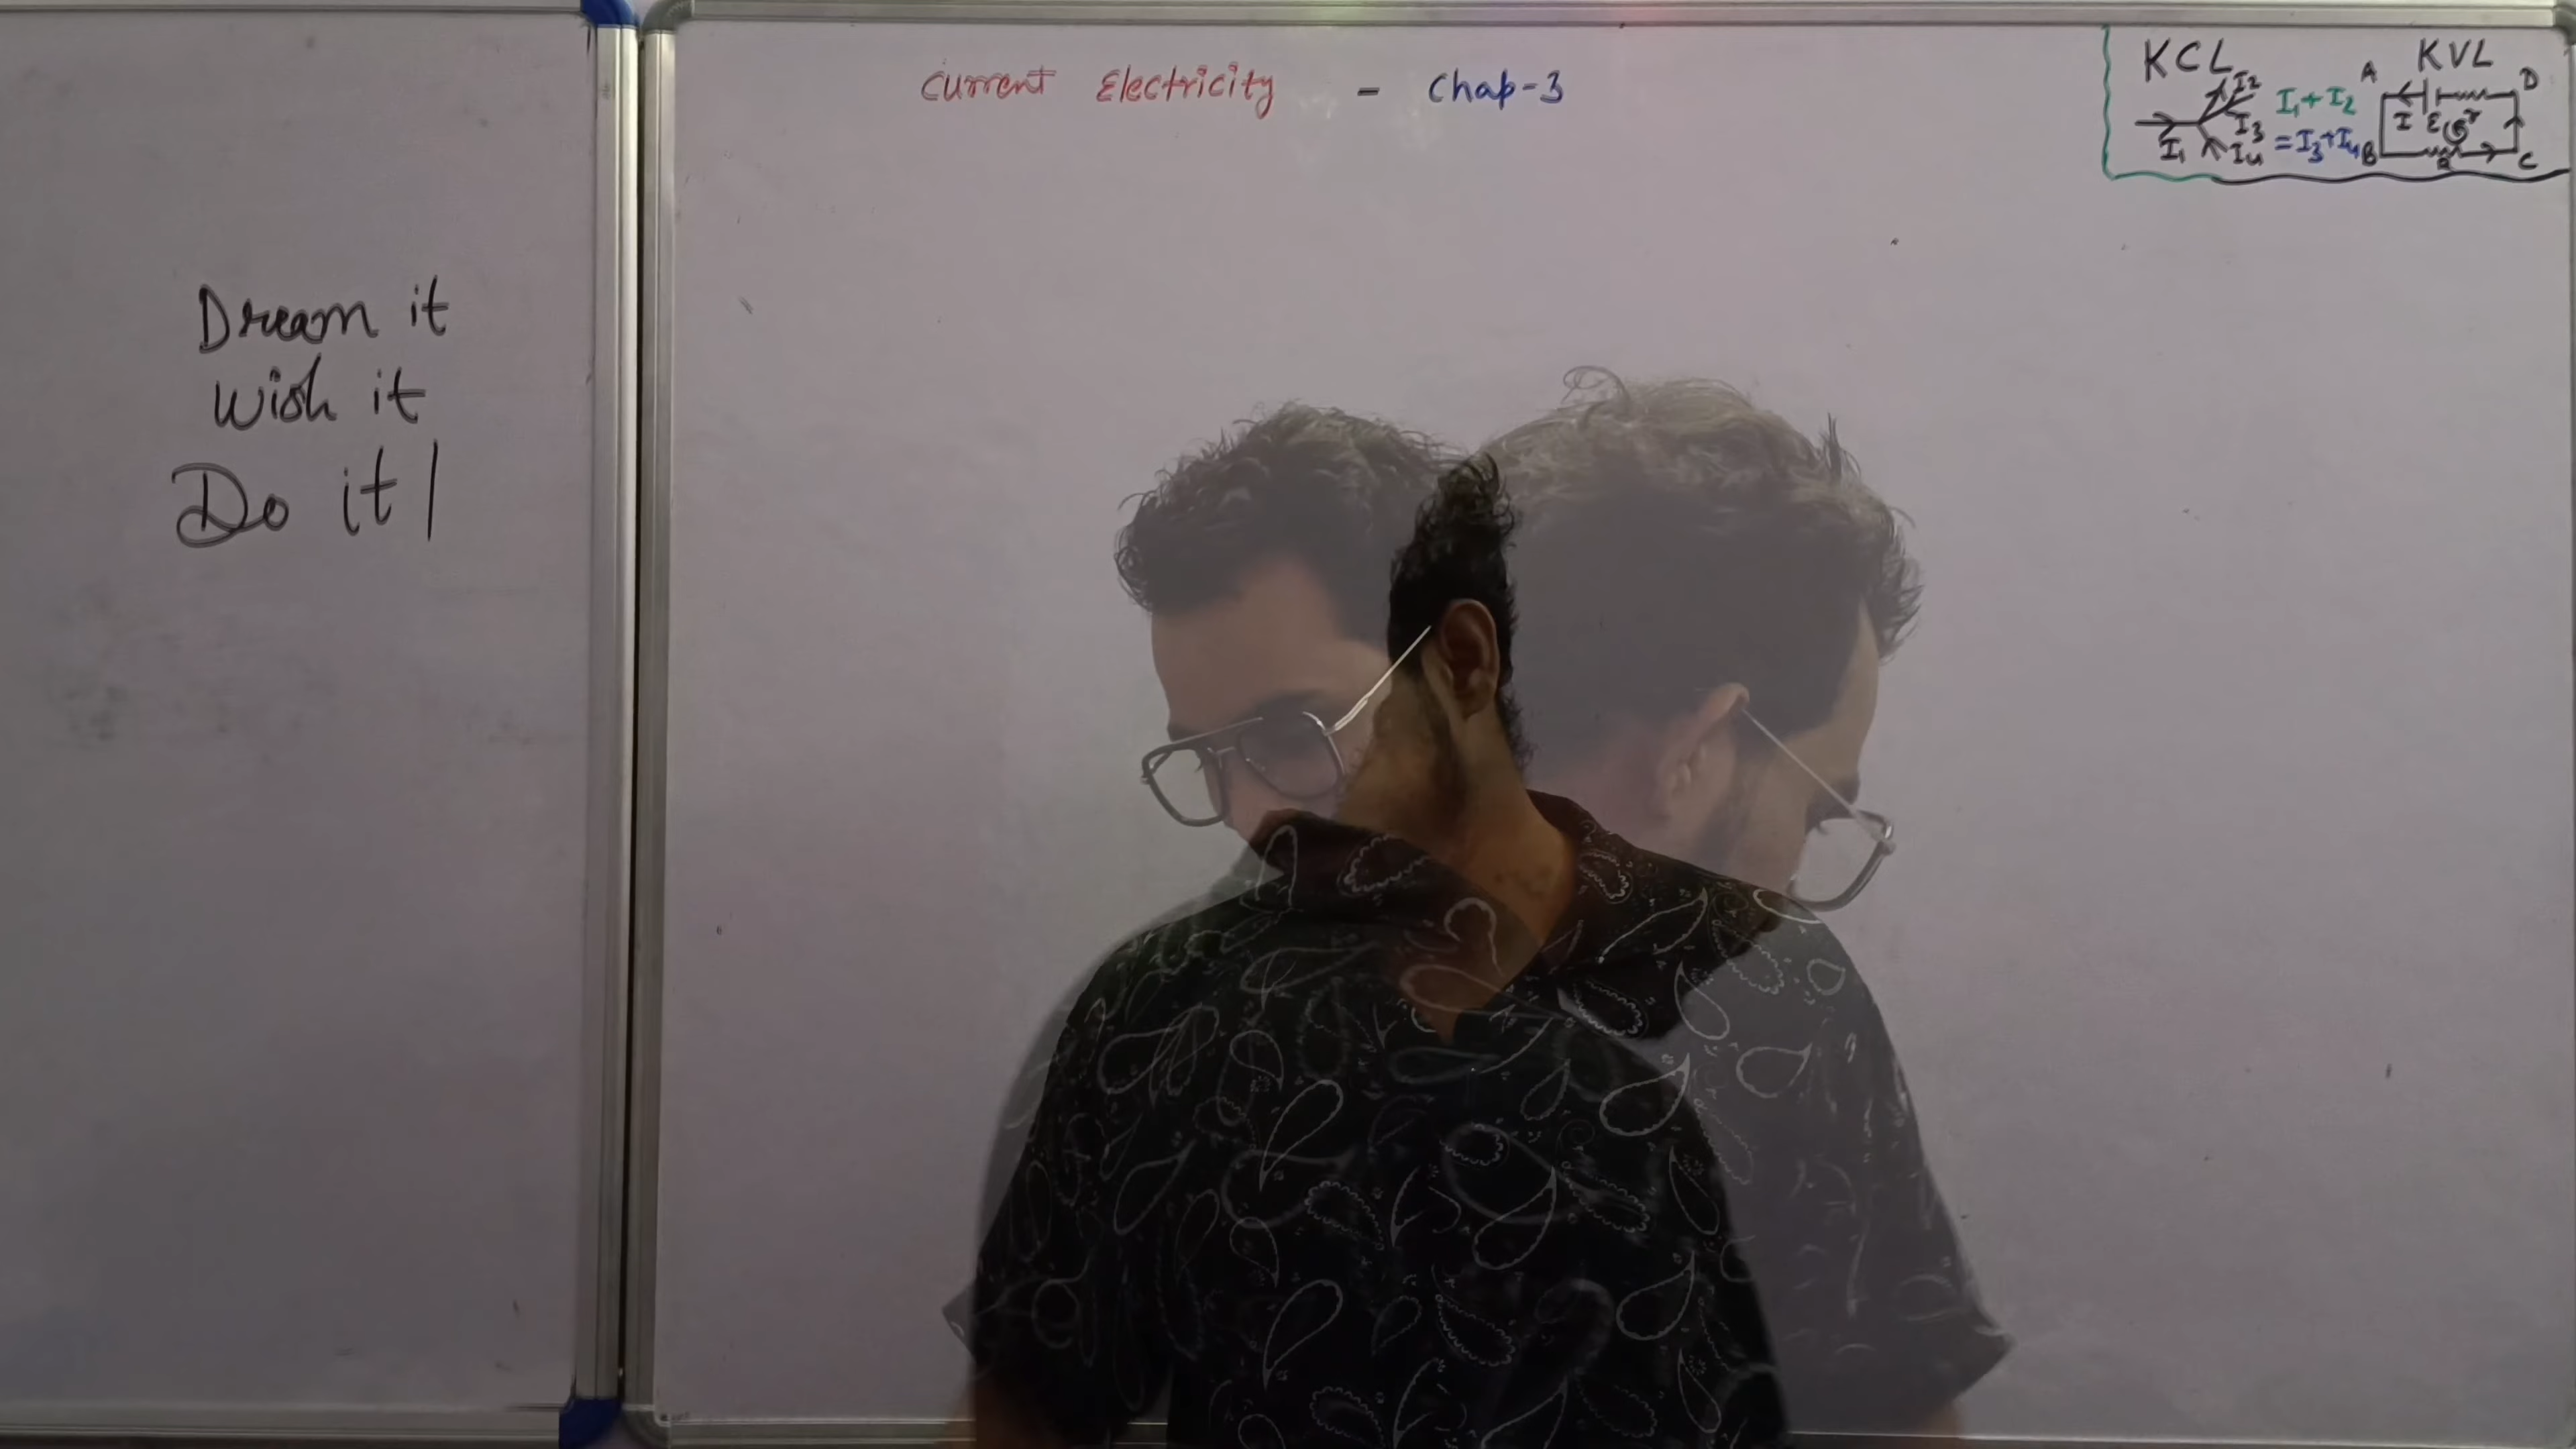 Current Electricity - Chap-3
Dream it
Wish it
Do it
KCL
I1
I2
I3
I4
I1+I2
=I3+I4
KVL
A
D
I
E
r
B
R
C